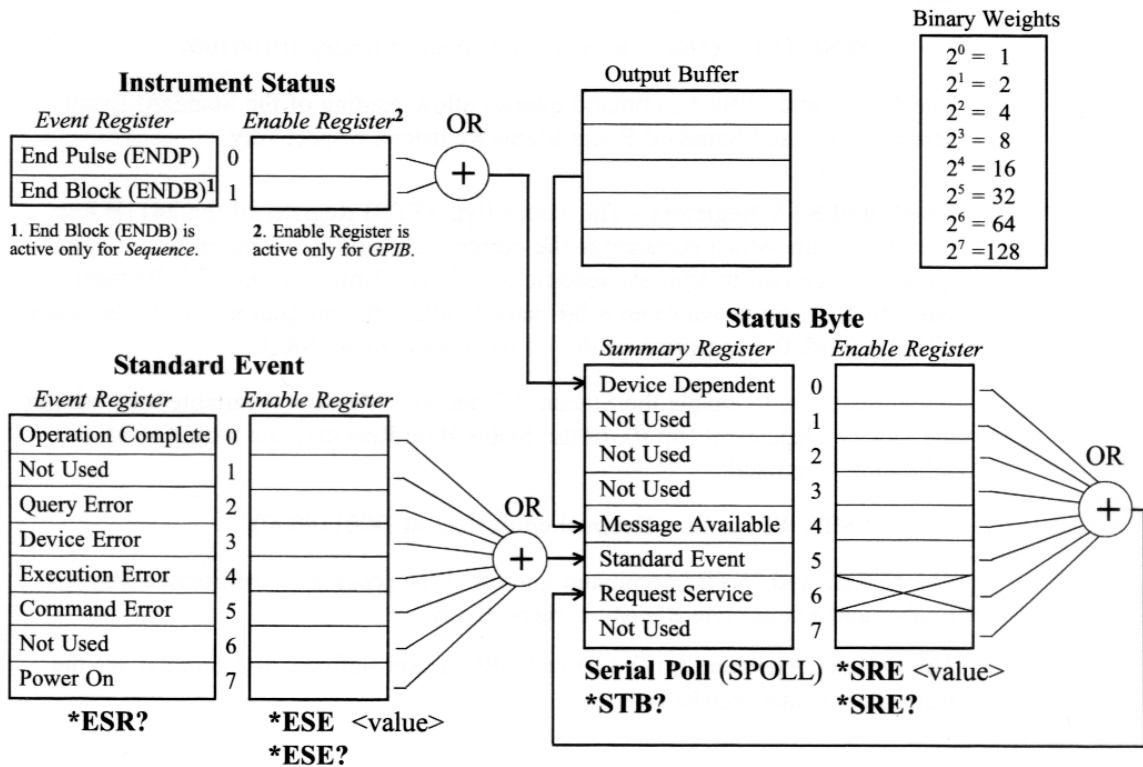 Binary Weights
2⁰ = 1
2¹ = 2
2² = 4
2³ = 8
2⁴ = 16
2⁵ = 32
2⁶ = 64
2⁷ =128
Instrument Status
Event Register
Enable Register²
OR
End Pulse (ENDP) 0
End Block (ENDB)¹ 1
+
1. End Block (ENDB) is
active only for Sequence.
2. Enable Register is
active only for GPIB.
Output Buffer
Standard Event
Event Register
Enable Register
Operation Complete 0
Not Used 1
Query Error 2
Device Error 3
Execution Error 4
Command Error 5
Not Used 6
Power On 7
*ESR?
*ESE <value>
*ESE?
OR
+
Status Byte
Summary Register
Enable Register
Device Dependent 0
Not Used 1
Not Used 2
Not Used 3
Message Available 4
Standard Event 5
Request Service 6
Not Used 7
Serial Poll (SPOLL)
*STB?
*SRE <value>
*SRE?
OR
+